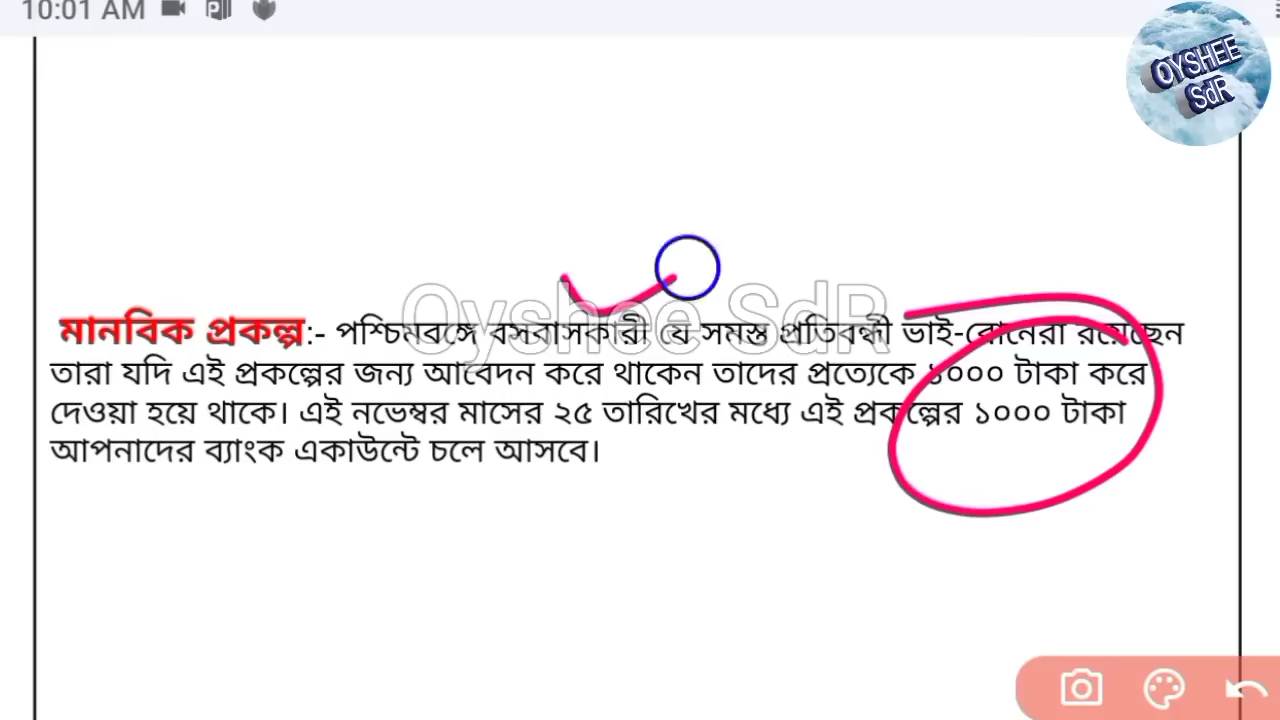 10:01 AM
OYSHEE
SdR
Oyshee SdR
মানবিক প্রকল্প:- পশ্চিমবঙ্গে বসবাসকারী যে সমস্ত প্রতিবন্ধী ভাই-বোনেরা রয়েছেন
তারা যদি এই প্রকল্পের জন্য আবেদন করে থাকেন তাদের প্রত্যেকে ১০০০ টাকা করে
দেওয়া হয়ে থাকে। এই নভেম্বর মাসের ২৫ তারিখের মধ্যে এই প্রকল্পের ১০০০ টাকা
আপনাদের ব্যাংক একাউন্টে চলে আসবে।